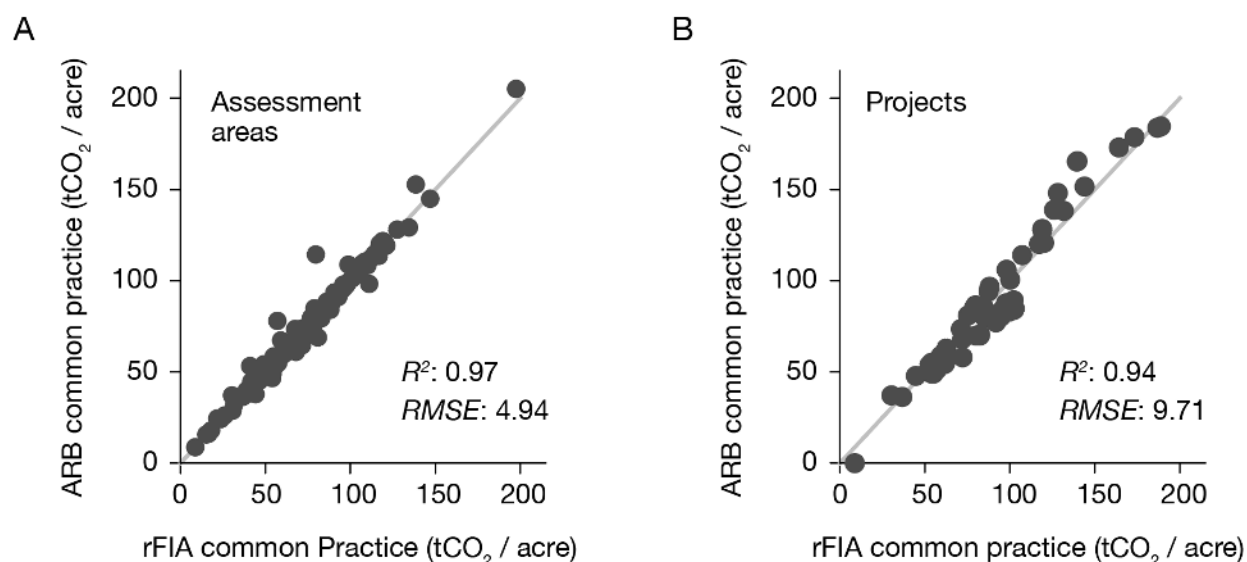 A
ARB common practice (tCO₂ / acre)
200
150
100
50
0
Assessment
areas
R²: 0.97
RMSE: 4.94
0 50 100 150 200
rFIA common Practice (tCO₂ / acre)
B
ARB common practice (tCO₂ / acre)
200
150
100
50
0
Projects
R²: 0.94
RMSE: 9.71
0 50 100 150 200
rFIA common practice (tCO₂ / acre)